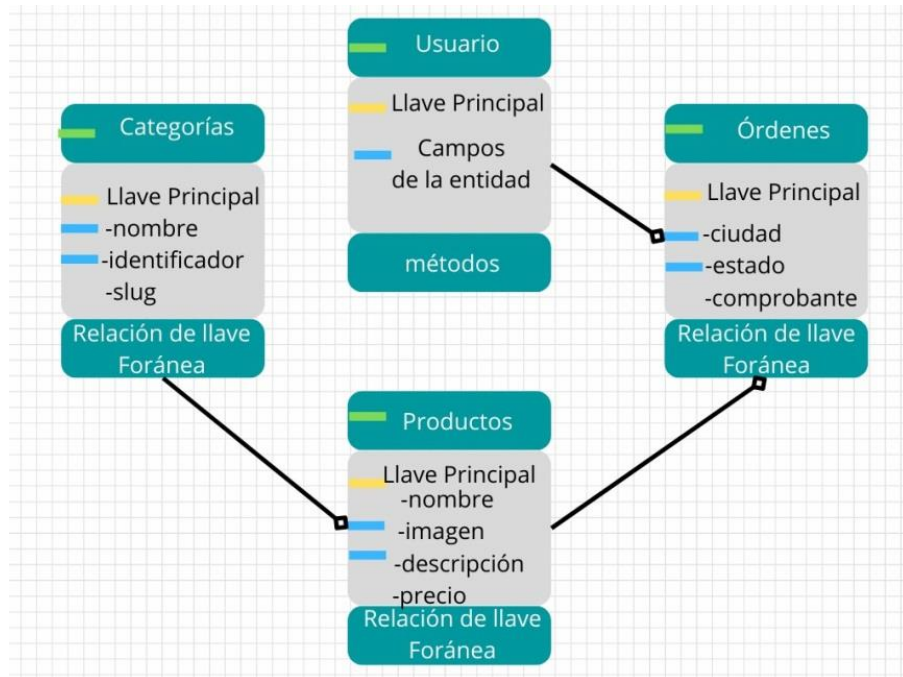 Usuario
Llave Principal
Campos
de la entidad
métodos
Categorías
Llave Principal
-nombre
-identificador
-slug
Relación de llave
Foránea
Órdenes
Llave Principal
-ciudad
-estado
-comprobante
Relación de llave
Foránea
Productos
Llave Principal
-nombre
-imagen
-descripción
-precio
Relación de llave
Foránea